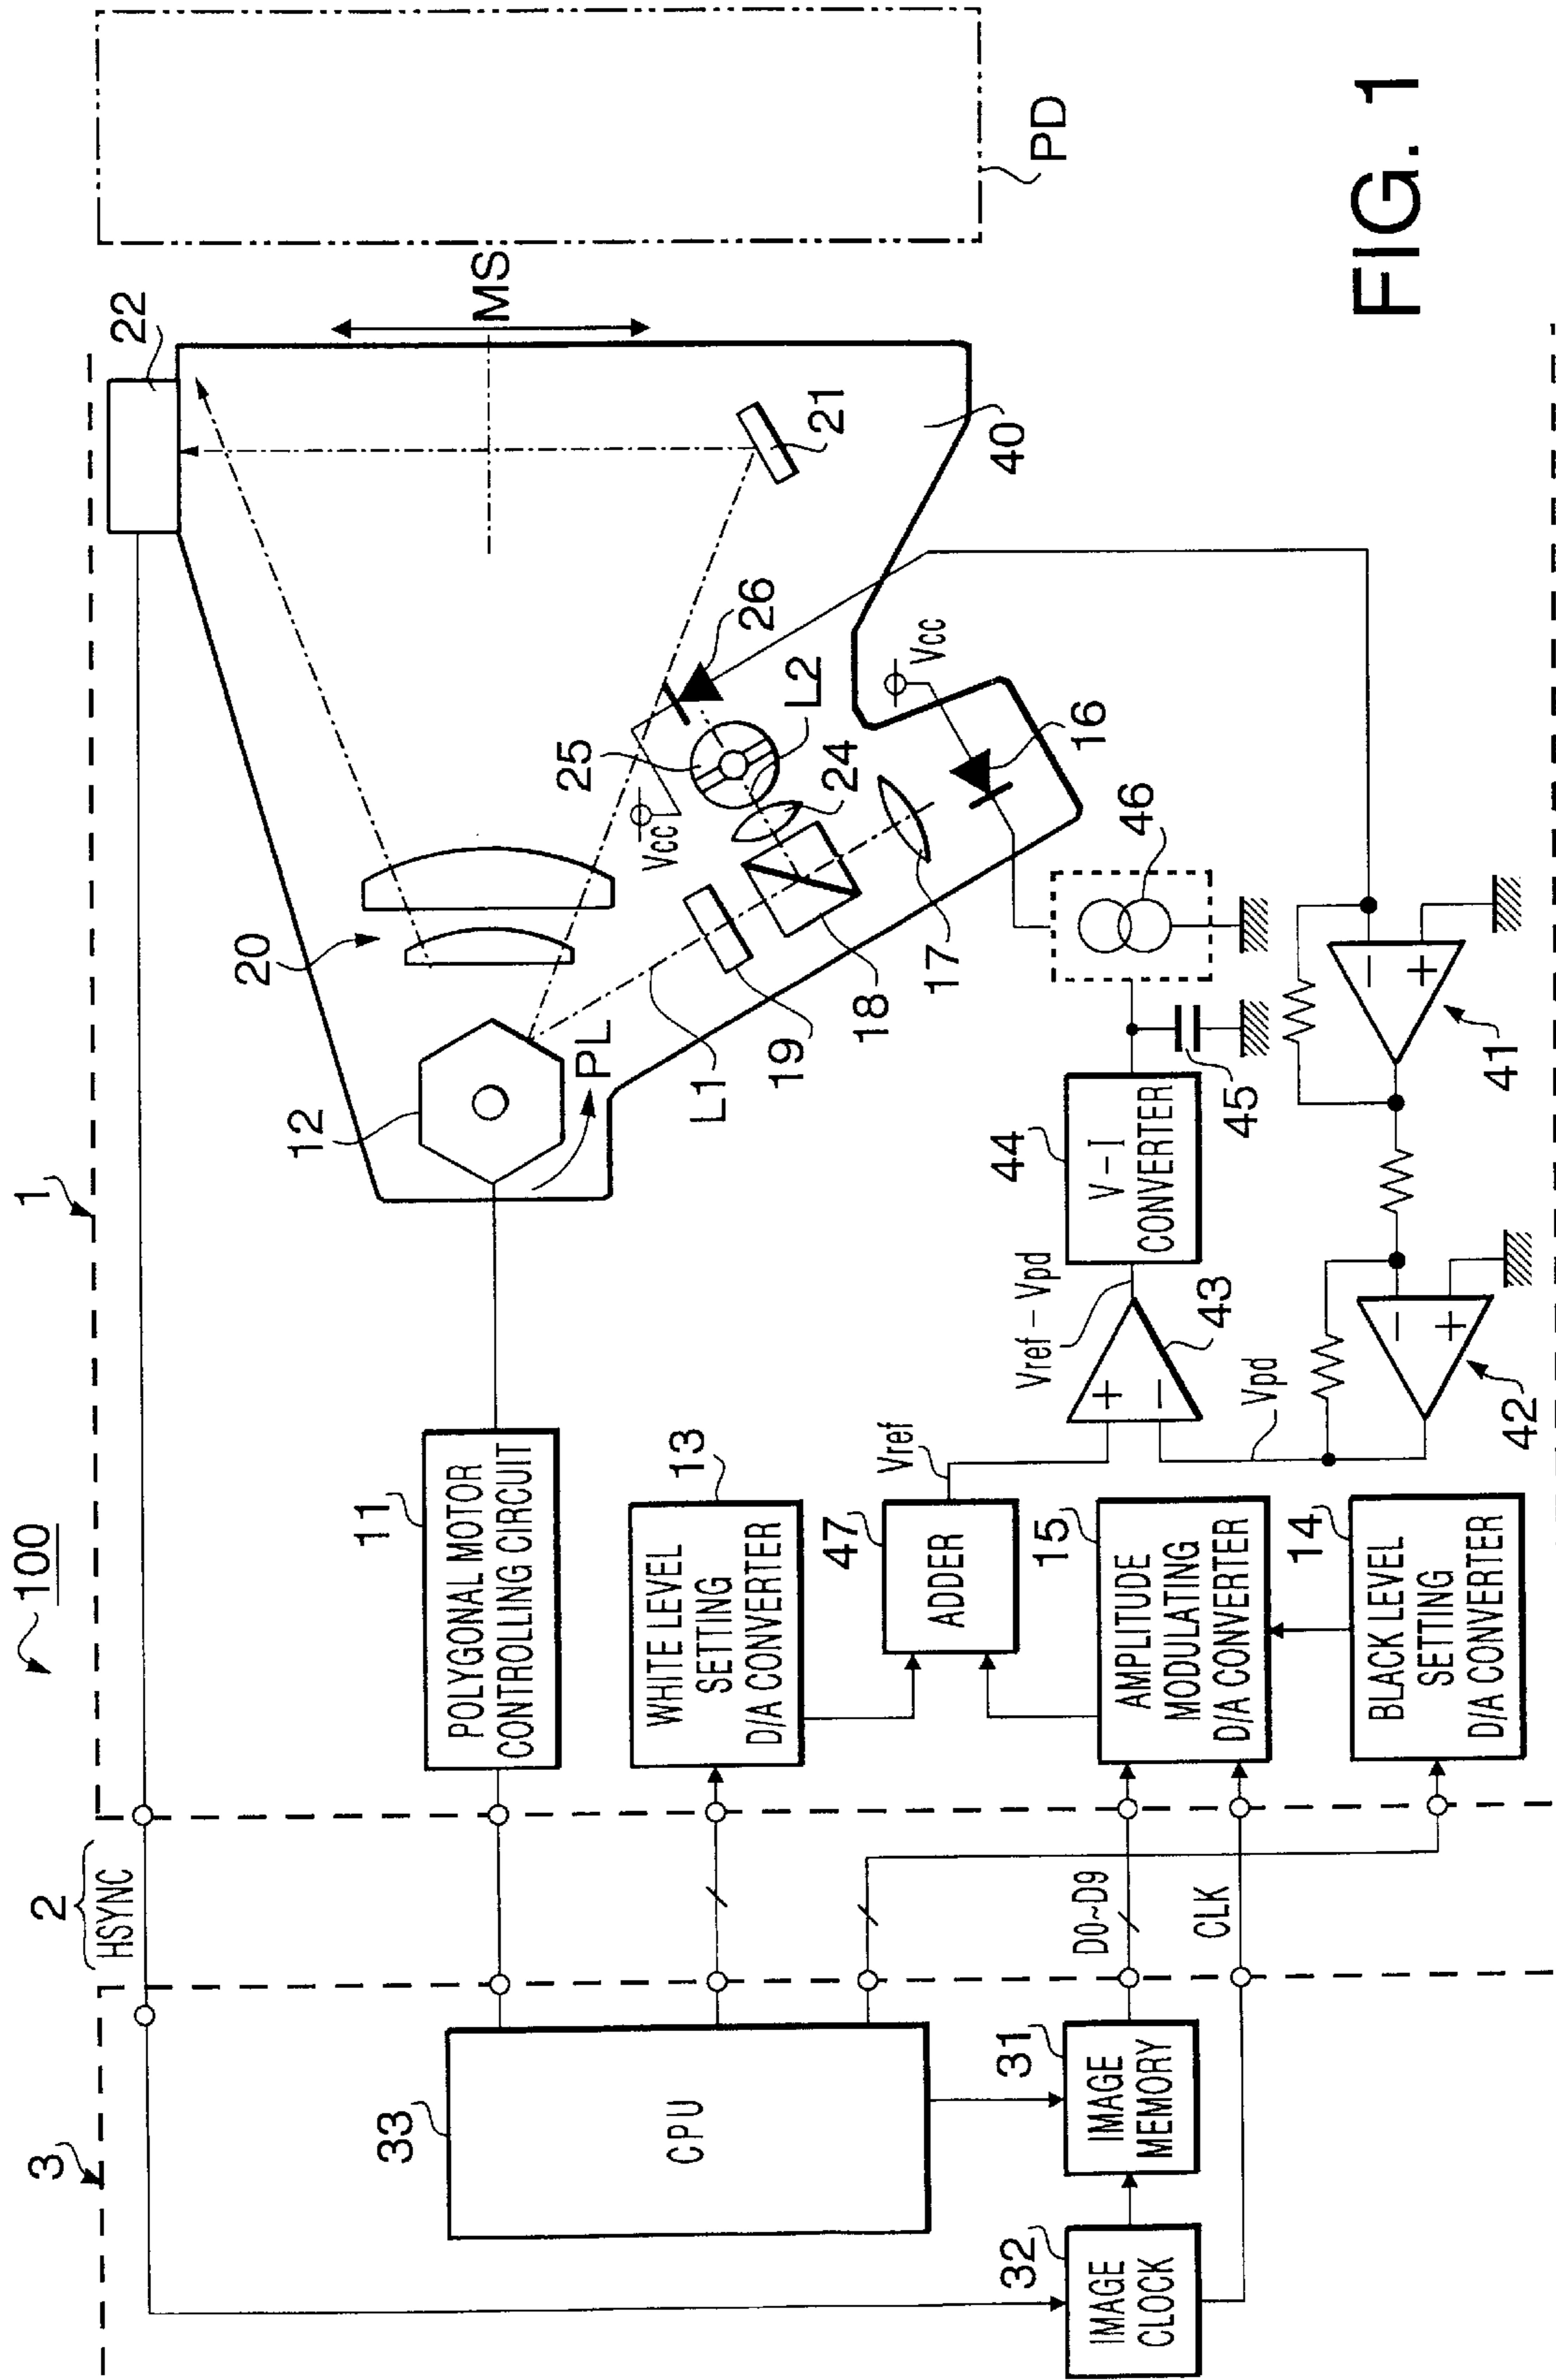 100
1
2
3
HSYNC
33
CPU
32
IMAGE
CLOCK
31
IMAGE
MEMORY
D0~D9
CLK
11
POLYGONAL MOTOR
CONTROLLING CIRCUIT
13
WHITE LEVEL
SETTING
D/A CONVERTER
47
ADDER
15
AMPLITUDE
MODULATING
D/A CONVERTER
14
BLACK LEVEL
SETTING
D/A CONVERTER
Vref
Vpd
Vref-Vpd
+
−
43
44
V-I
CONVERTER
45
46
−
+
42
−
+
41
12
PL
20
L1
19
18
17
16
Vcc
24
L2
25
26
Vcc
21
22
40
MS
PD
FIG. 1